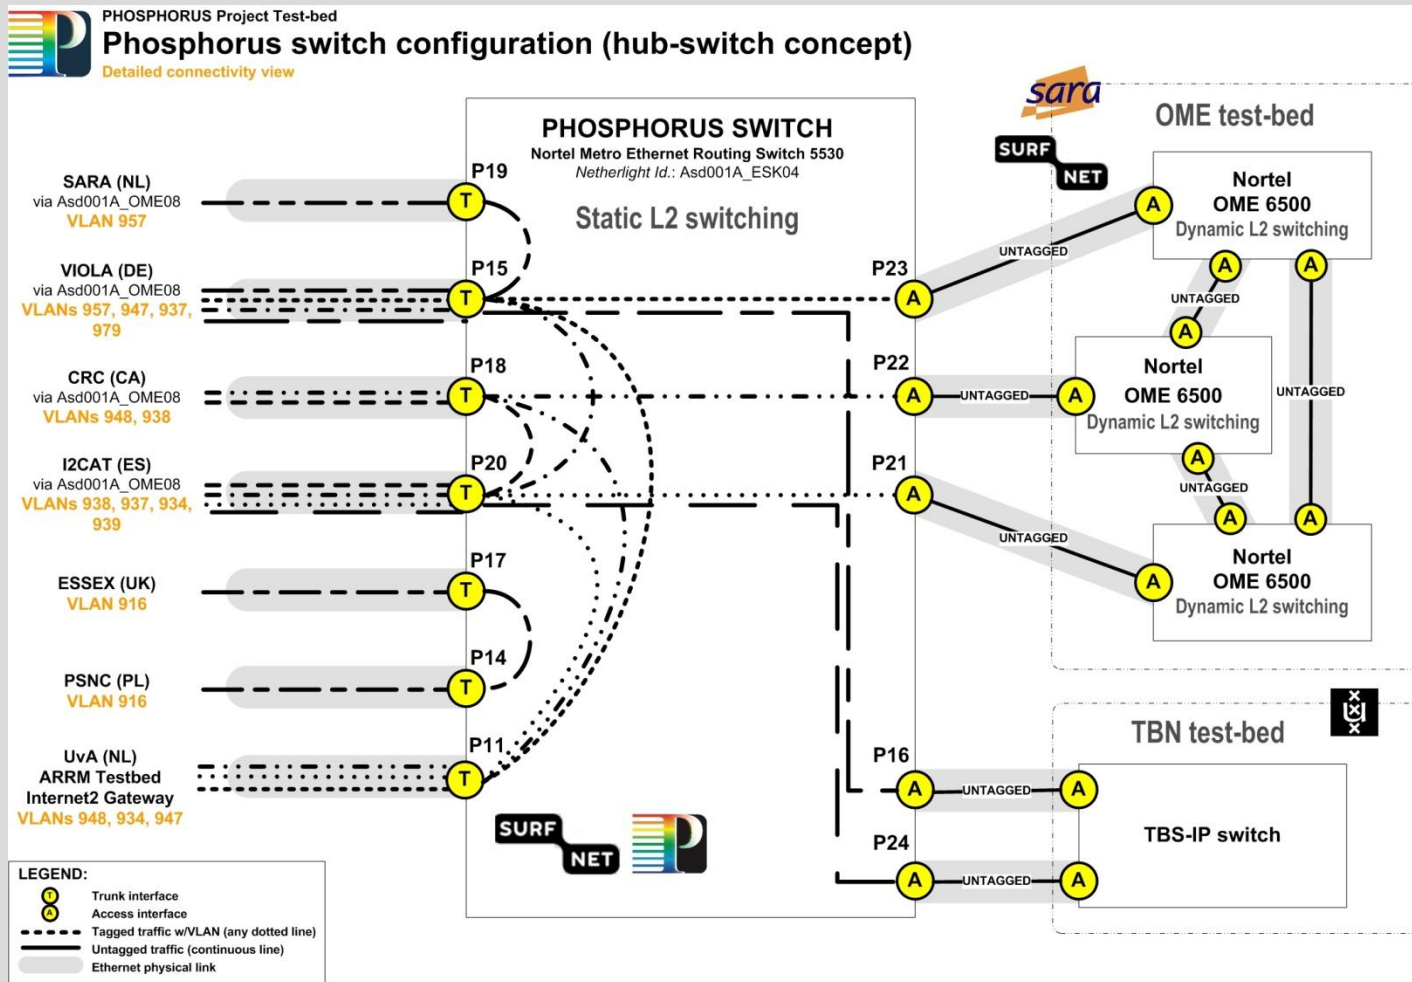 PHOSPHORUS Project Test-bed
Phosphorus switch configuration (hub-switch concept)
Detailed connectivity view
P
sara
SURF
NET
OME test-bed
PHOSPHORUS SWITCH
Nortel Metro Ethernet Routing Switch 5530
Netherlight Id.: Asd001A_ESK04
Static L2 switching
SARA (NL)
via Asd001A_OME08
VLAN 957
P19
T
VIOLA (DE)
via Asd001A_OME08
VLANs 957, 947, 937,
979
P15
T
CRC (CA)
via Asd001A_OME08
VLANs 948, 938
P18
T
I2CAT (ES)
via Asd001A_OME08
VLANs 938, 937, 934,
939
P20
T
ESSEX (UK)
VLAN 916
P17
T
PSNC (PL)
VLAN 916
P14
T
UvA (NL)
ARRM Testbed
Internet2 Gateway
VLANs 948, 934, 947
P11
T
P23
A
UNTAGGED
A
Nortel
OME 6500
Dynamic L2 switching
A
A
UNTAGGED
A
P22
A
UNTAGGED
A
Nortel
OME 6500
Dynamic L2 switching
UNTAGGED
A
UNTAGGED
A
A
P21
A
UNTAGGED
A
Nortel
OME 6500
Dynamic L2 switching
TBN test-bed
U
X
X
X
P16
A
UNTAGGED
A
TBS-IP switch
P24
A
UNTAGGED
A
SURF
NET
P
LEGEND:
T Trunk interface
A Access interface
Tagged traffic w/VLAN (any dotted line)
Untagged traffic (continuous line)
Ethernet physical link